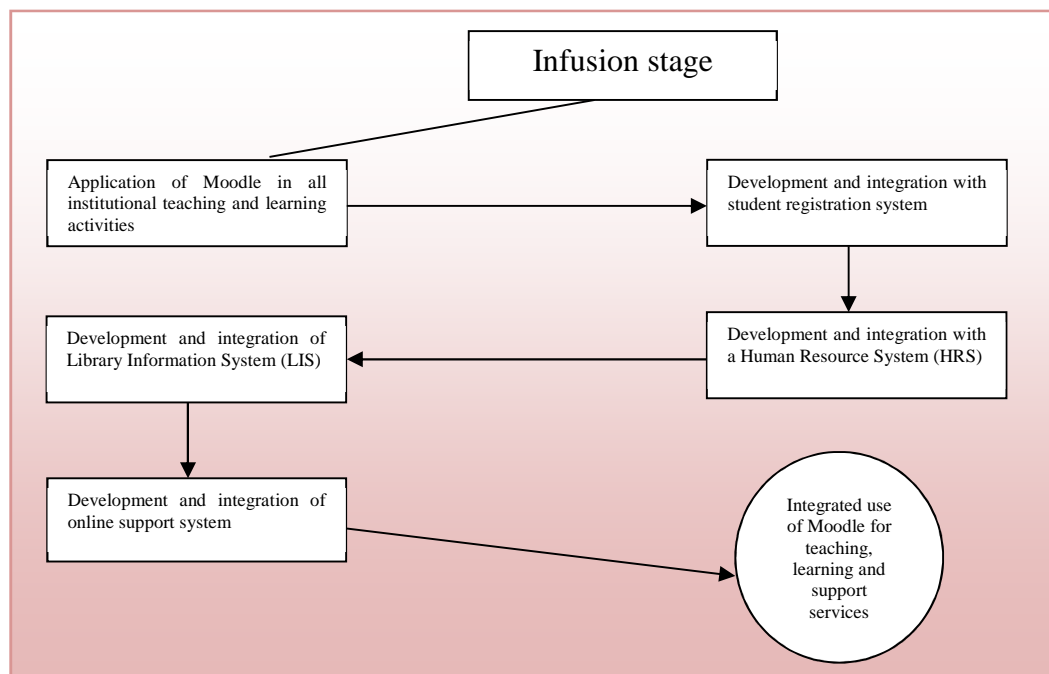 Infusion stage
Application of Moodle in all
institutional teaching and learning
activities
Development and integration with
student registration system
Development and integration of
Library Information System (LIS)
Development and integration with
a Human Resource System (HRS)
Development and integration of
online support system
Integrated use
of Moodle for
teaching,
learning and
support
services